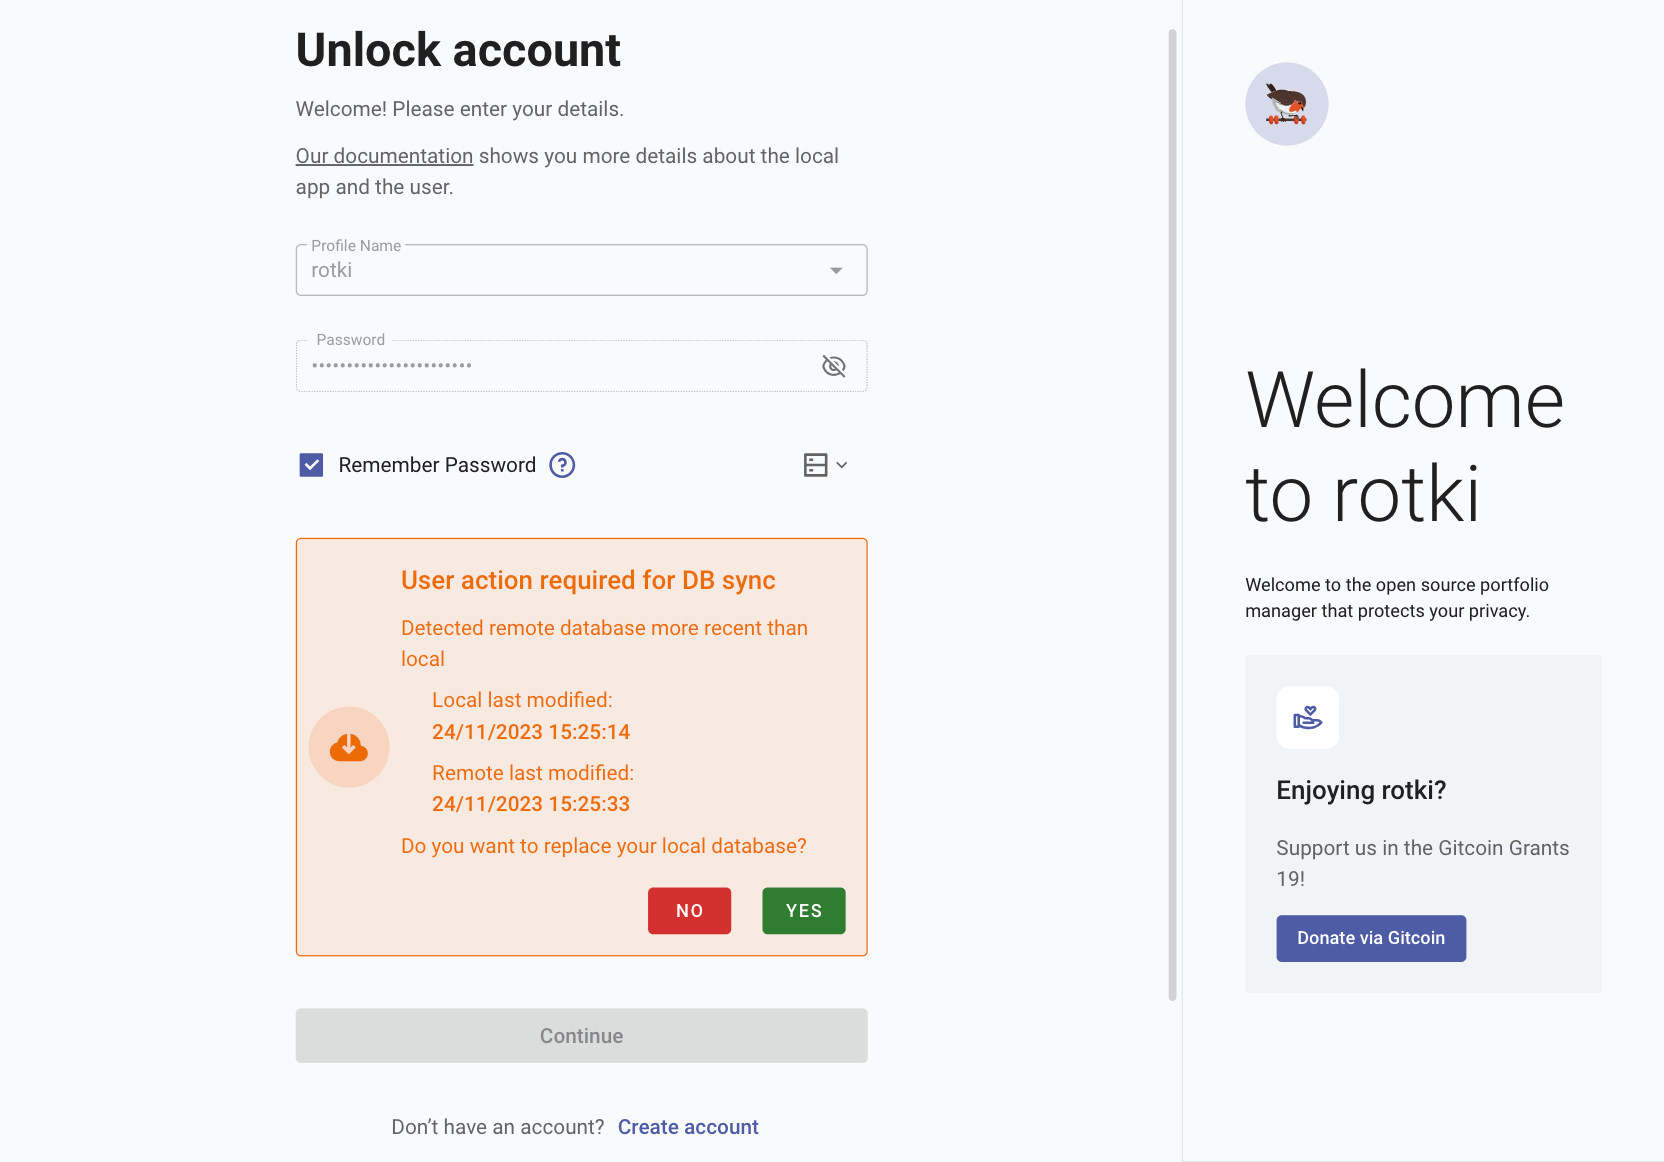 Unlock account
Welcome! Please enter your details.
Our documentation shows you more details about the local
app and the user.
Profile Name
rotki
Password
Remember Password
User action required for DB sync
Detected remote database more recent than
local
Local last modified:
24/11/2023 15:25:14
Remote last modified:
24/11/2023 15:25:33
Do you want to replace your local database?
NO YES
Continue
Don't have an account? Create account
Welcome
to rotki
Welcome to the open source portfolio
manager that protects your privacy.
Enjoying rotki?
Support us in the Gitcoin Grants
19!
Donate via Gitcoin